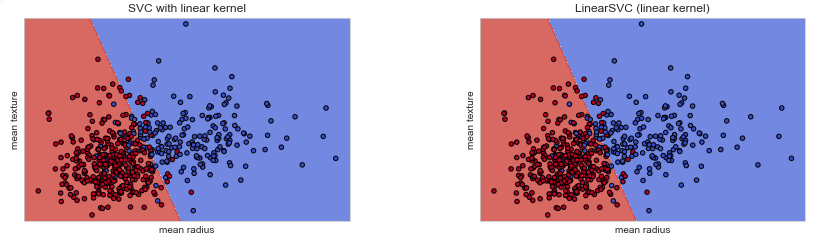 SVC with linear kernel
mean texture
mean radius
LinearSVC (linear kernel)
mean texture
mean radius